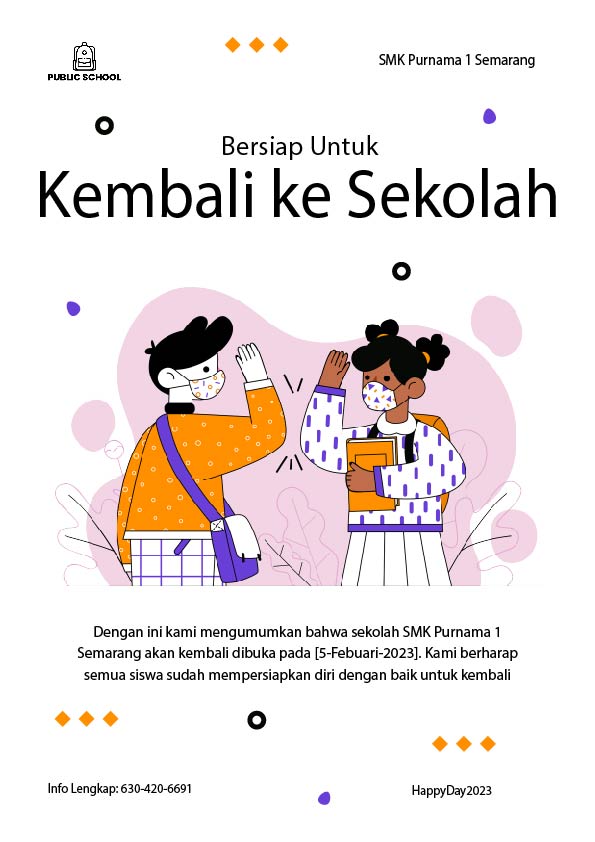 PUBLIC SCHOOL
SMK Purnama 1 Semarang
Bersiap Untuk
Kembali ke Sekolah
Dengan ini kami mengumumkan bahwa sekolah SMK Purnama 1
Semarang akan kembali dibuka pada [5-Febuari-2023]. Kami berharap
semua siswa sudah mempersiapkan diri dengan baik untuk kembali
Info Lengkap: 630-420-6691
HappyDay2023